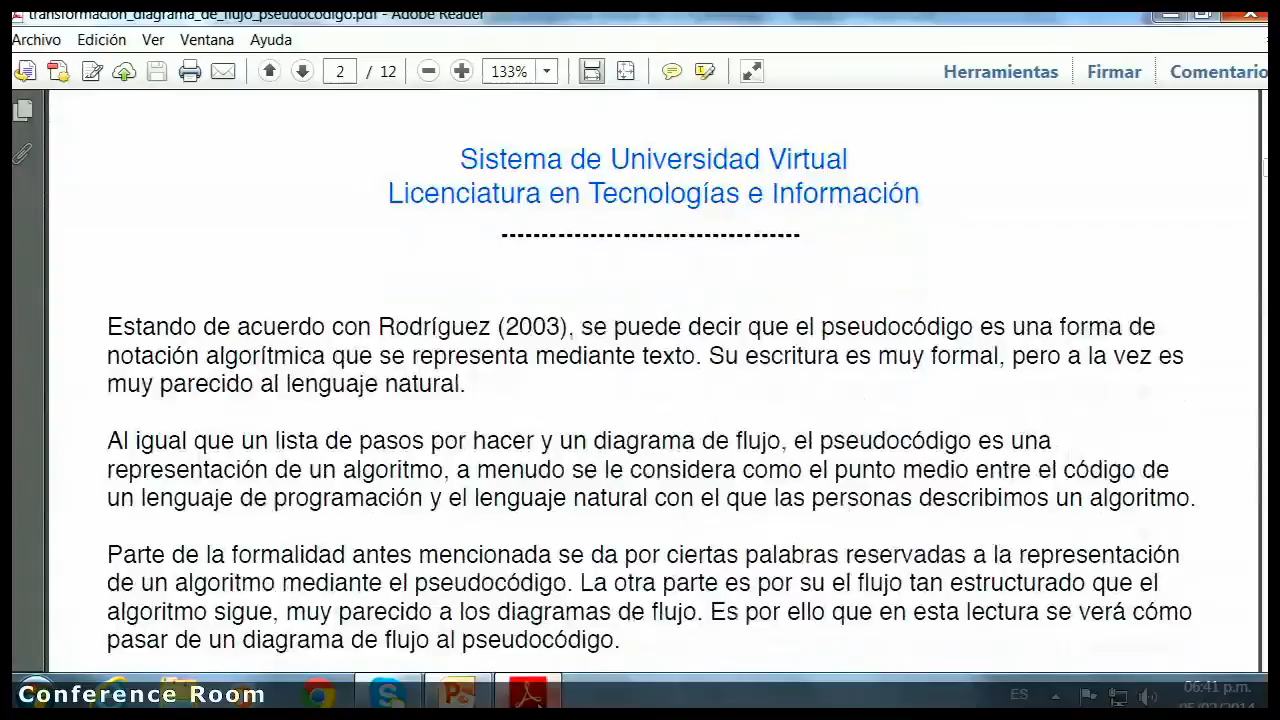 transformación_diagrama_de_flujo_pseudocodigo.pdf - Adobe Reader
Archivo Edición Ver Ventana Ayuda
2 / 12 133% Herramientas Firmar Comentario
Sistema de Universidad Virtual
Licenciatura en Tecnologías e Información
------------------------------------
Estando de acuerdo con Rodríguez (2003), se puede decir que el pseudocódigo es una forma de
notación algorítmica que se representa mediante texto. Su escritura es muy formal, pero a la vez es
muy parecido al lenguaje natural.
Al igual que un lista de pasos por hacer y un diagrama de flujo, el pseudocódigo es una
representación de un algoritmo, a menudo se le considera como el punto medio entre el código de
un lenguaje de programación y el lenguaje natural con el que las personas describimos un algoritmo.
Parte de la formalidad antes mencionada se da por ciertas palabras reservadas a la representación
de un algoritmo mediante el pseudocódigo. La otra parte es por su el flujo tan estructurado que el
algoritmo sigue, muy parecido a los diagramas de flujo. Es por ello que en esta lectura se verá cómo
pasar de un diagrama de flujo al pseudocódigo.
Conference Room ES 06:41 p.m.
05/02/2014